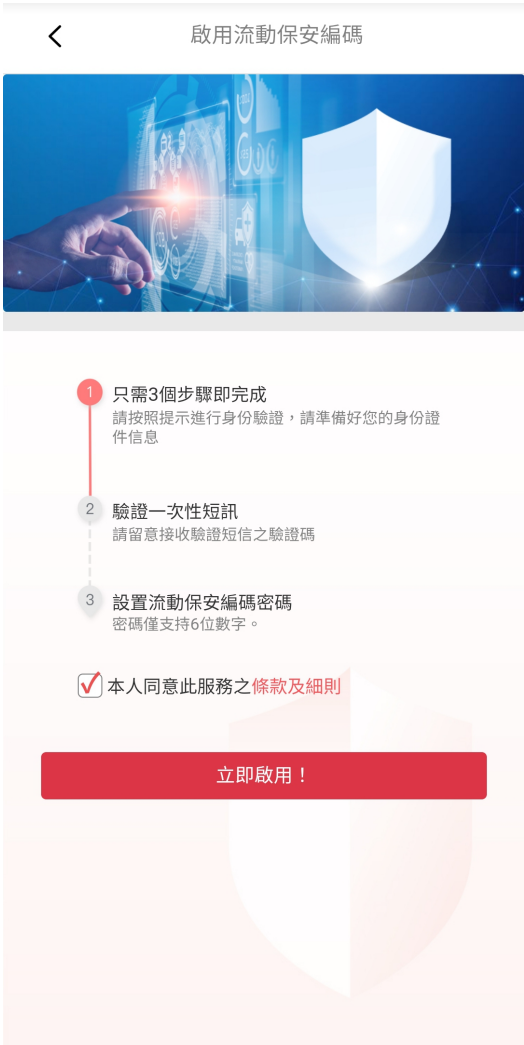 啟用流動保安編碼
1
只需3個步驟即完成
請按照提示進行身份驗證，請準備好您的身份證
件信息
2
驗證一次性短訊
請留意接收驗證短信之驗證碼
3
設置流動保安編碼密碼
密碼僅支持6位數字。
本人同意此服務之條款及細則
立即啟用！